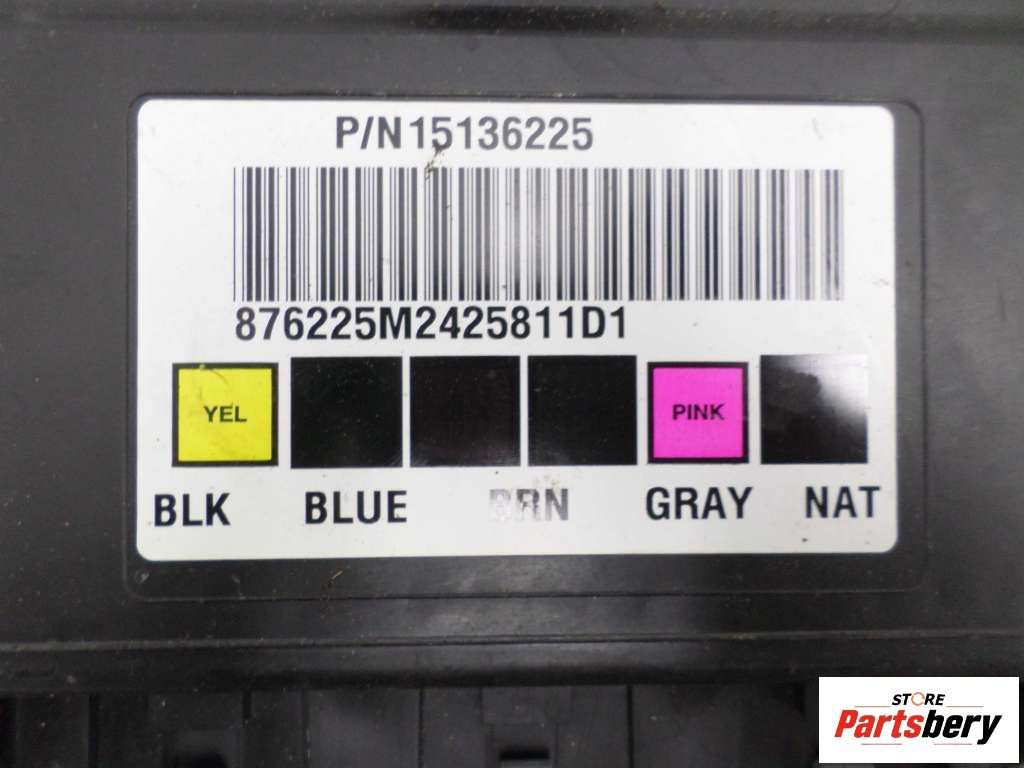 P/N15136225
876225M2425811D1
YEL PINK
BLK BLUE BRN GRAY NAT
STORE
Partsbery